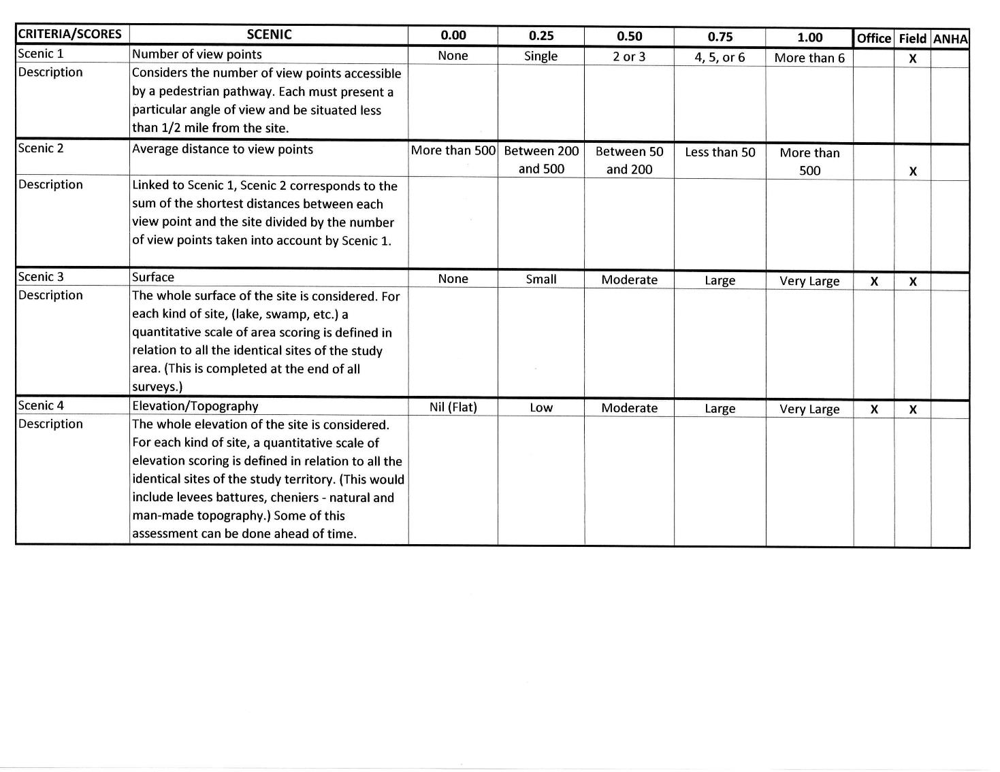 CRITERIA/SCORES SCENIC 0.00 0.25 0.50 0.75 1.00 Office Field ANHA
Scenic 1 Number of view points None Single 2 or 3 4, 5, or 6 More than 6 X
Description Considers the number of view points accessible
by a pedestrian pathway. Each must present a
particular angle of view and be situated less
than 1/2 mile from the site.
Scenic 2 Average distance to view points More than 500 Between 200 Between 50 Less than 50 More than
and 500 and 200 500 X
Description Linked to Scenic 1, Scenic 2 corresponds to the
sum of the shortest distances between each
view point and the site divided by the number
of view points taken into account by Scenic 1.
Scenic 3 Surface None Small Moderate Large Very Large X X
Description The whole surface of the site is considered. For
each kind of site, (lake, swamp, etc.) a
quantitative scale of area scoring is defined in
relation to all the identical sites of the study
area. (This is completed at the end of all
surveys.)
Scenic 4 Elevation/Topography Nil (Flat) Low Moderate Large Very Large X X
Description The whole elevation of the site is considered.
For each kind of site, a quantitative scale of
elevation scoring is defined in relation to all the
identical sites of the study territory. (This would
include levees battures, cheniers - natural and
man-made topography.) Some of this
assessment can be done ahead of time.